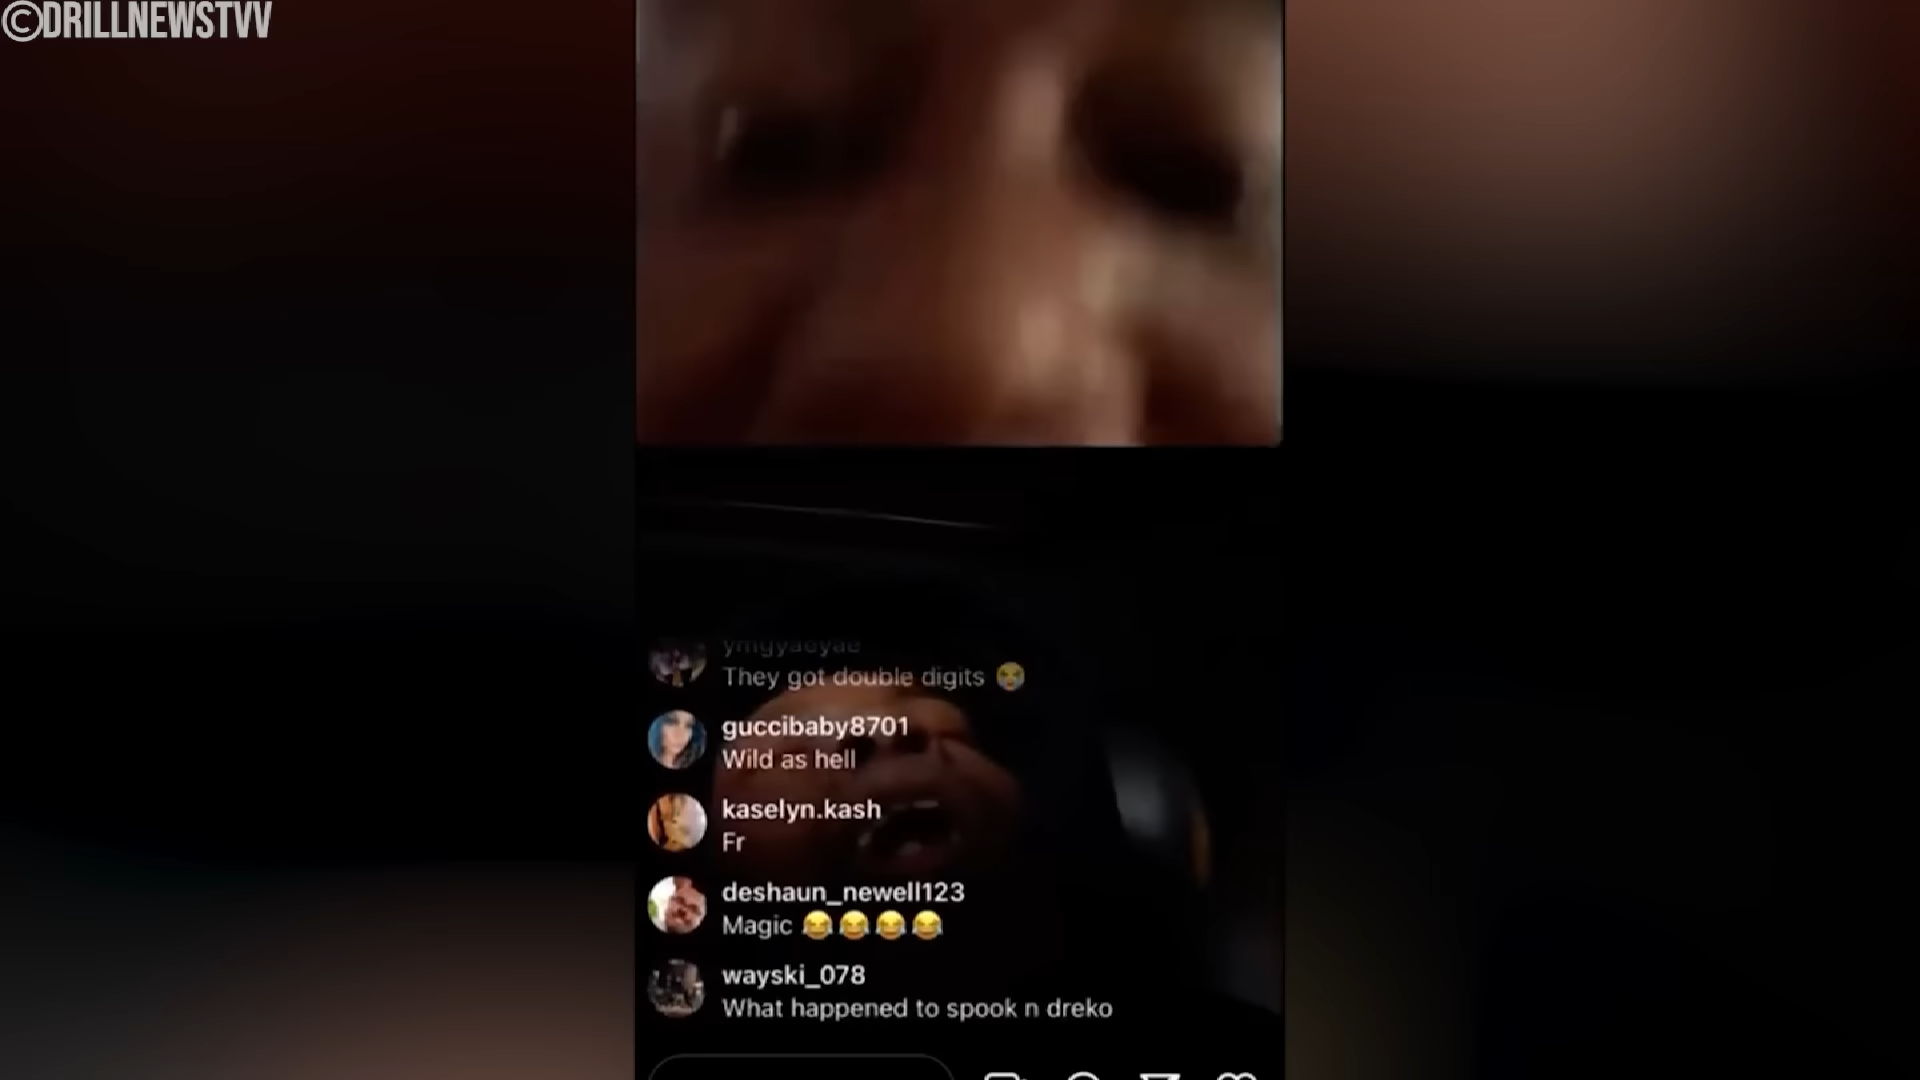 ©DRILLNEWSTVV
ymgyaeyae
They got double digits 😭
guccibaby8701
Wild as hell
kaselyn.kash
Fr
deshaun_newell123
Magic 😂😂😂😂
wayski_078
What happened to spook n dreko